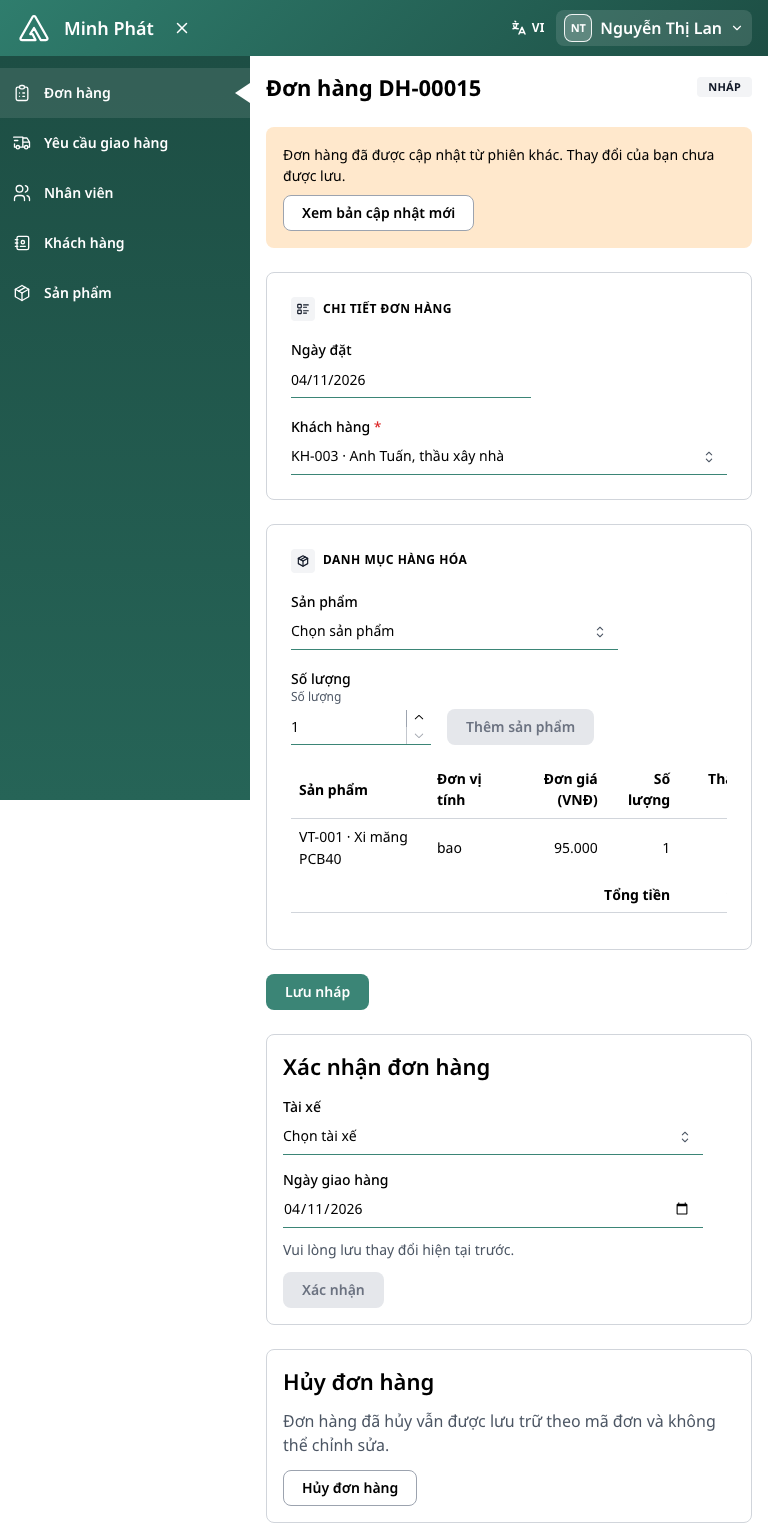 Minh Phát
VI
NT
Nguyễn Thị Lan
Đơn hàng
Yêu cầu giao hàng
Nhân viên
Khách hàng
Sản phẩm
Đơn hàng DH-00015
NHÁP
Đơn hàng đã được cập nhật từ phiên khác. Thay đổi của bạn chưa
được lưu.
Xem bản cập nhật mới
CHI TIẾT ĐƠN HÀNG
Ngày đặt
04/11/2026
Khách hàng *
KH-003 · Anh Tuấn, thầu xây nhà
DANH MỤC HÀNG HÓA
Sản phẩm
Chọn sản phẩm
Số lượng
Số lượng
1
Thêm sản phẩm
Sản phẩm
Đơn vị
tính
Đơn giá
(VNĐ)
Số
lượng
VT-001 · Xi măng
PCB40
bao
95.000
1
Tổng tiền
Lưu nháp
Xác nhận đơn hàng
Tài xế
Chọn tài xế
Ngày giao hàng
04/11/2026
Vui lòng lưu thay đổi hiện tại trước.
Xác nhận
Hủy đơn hàng
Đơn hàng đã hủy vẫn được lưu trữ theo mã đơn và không
thể chỉnh sửa.
Hủy đơn hàng